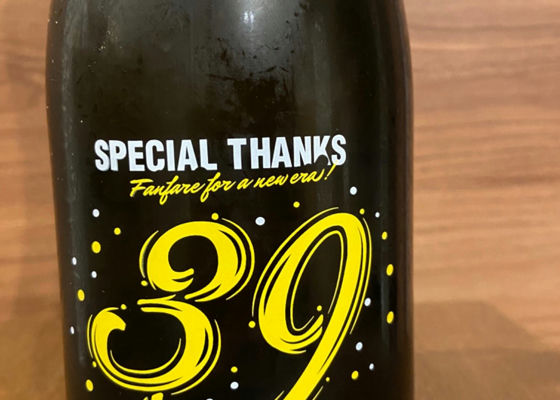 SPECIAL THANKS
Fanfare for a new era!
39